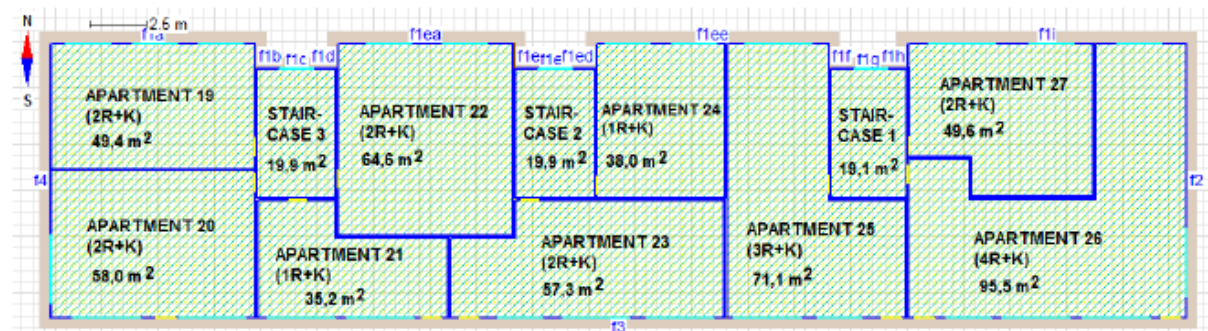 N
S
2.5 m
f1a
f1b
f1c
f1d
f1ea
f1ed
f1ee
f1f
f1g
f1h
f1i
APARTMENT 19
(2R+K)
49,4 m²
STAIR-
CASE 3
19,9 m²
APARTMENT 22
(2R+K)
64,6 m²
STAIR-
CASE 2
19,9 m²
APARTMENT 24
(1R+K)
38,0 m²
STAIR-
CASE 1
19,1 m²
APARTMENT 27
(2R+K)
49,6 m²
f4
f2
APARTMENT 20
(2R+K)
58,0 m²
APARTMENT 21
(1R+K)
35,2 m²
APARTMENT 23
(2R+K)
57,3 m²
APARTMENT 25
(3R+K)
71,1 m²
APARTMENT 26
(4R+K)
95,5 m²
f3